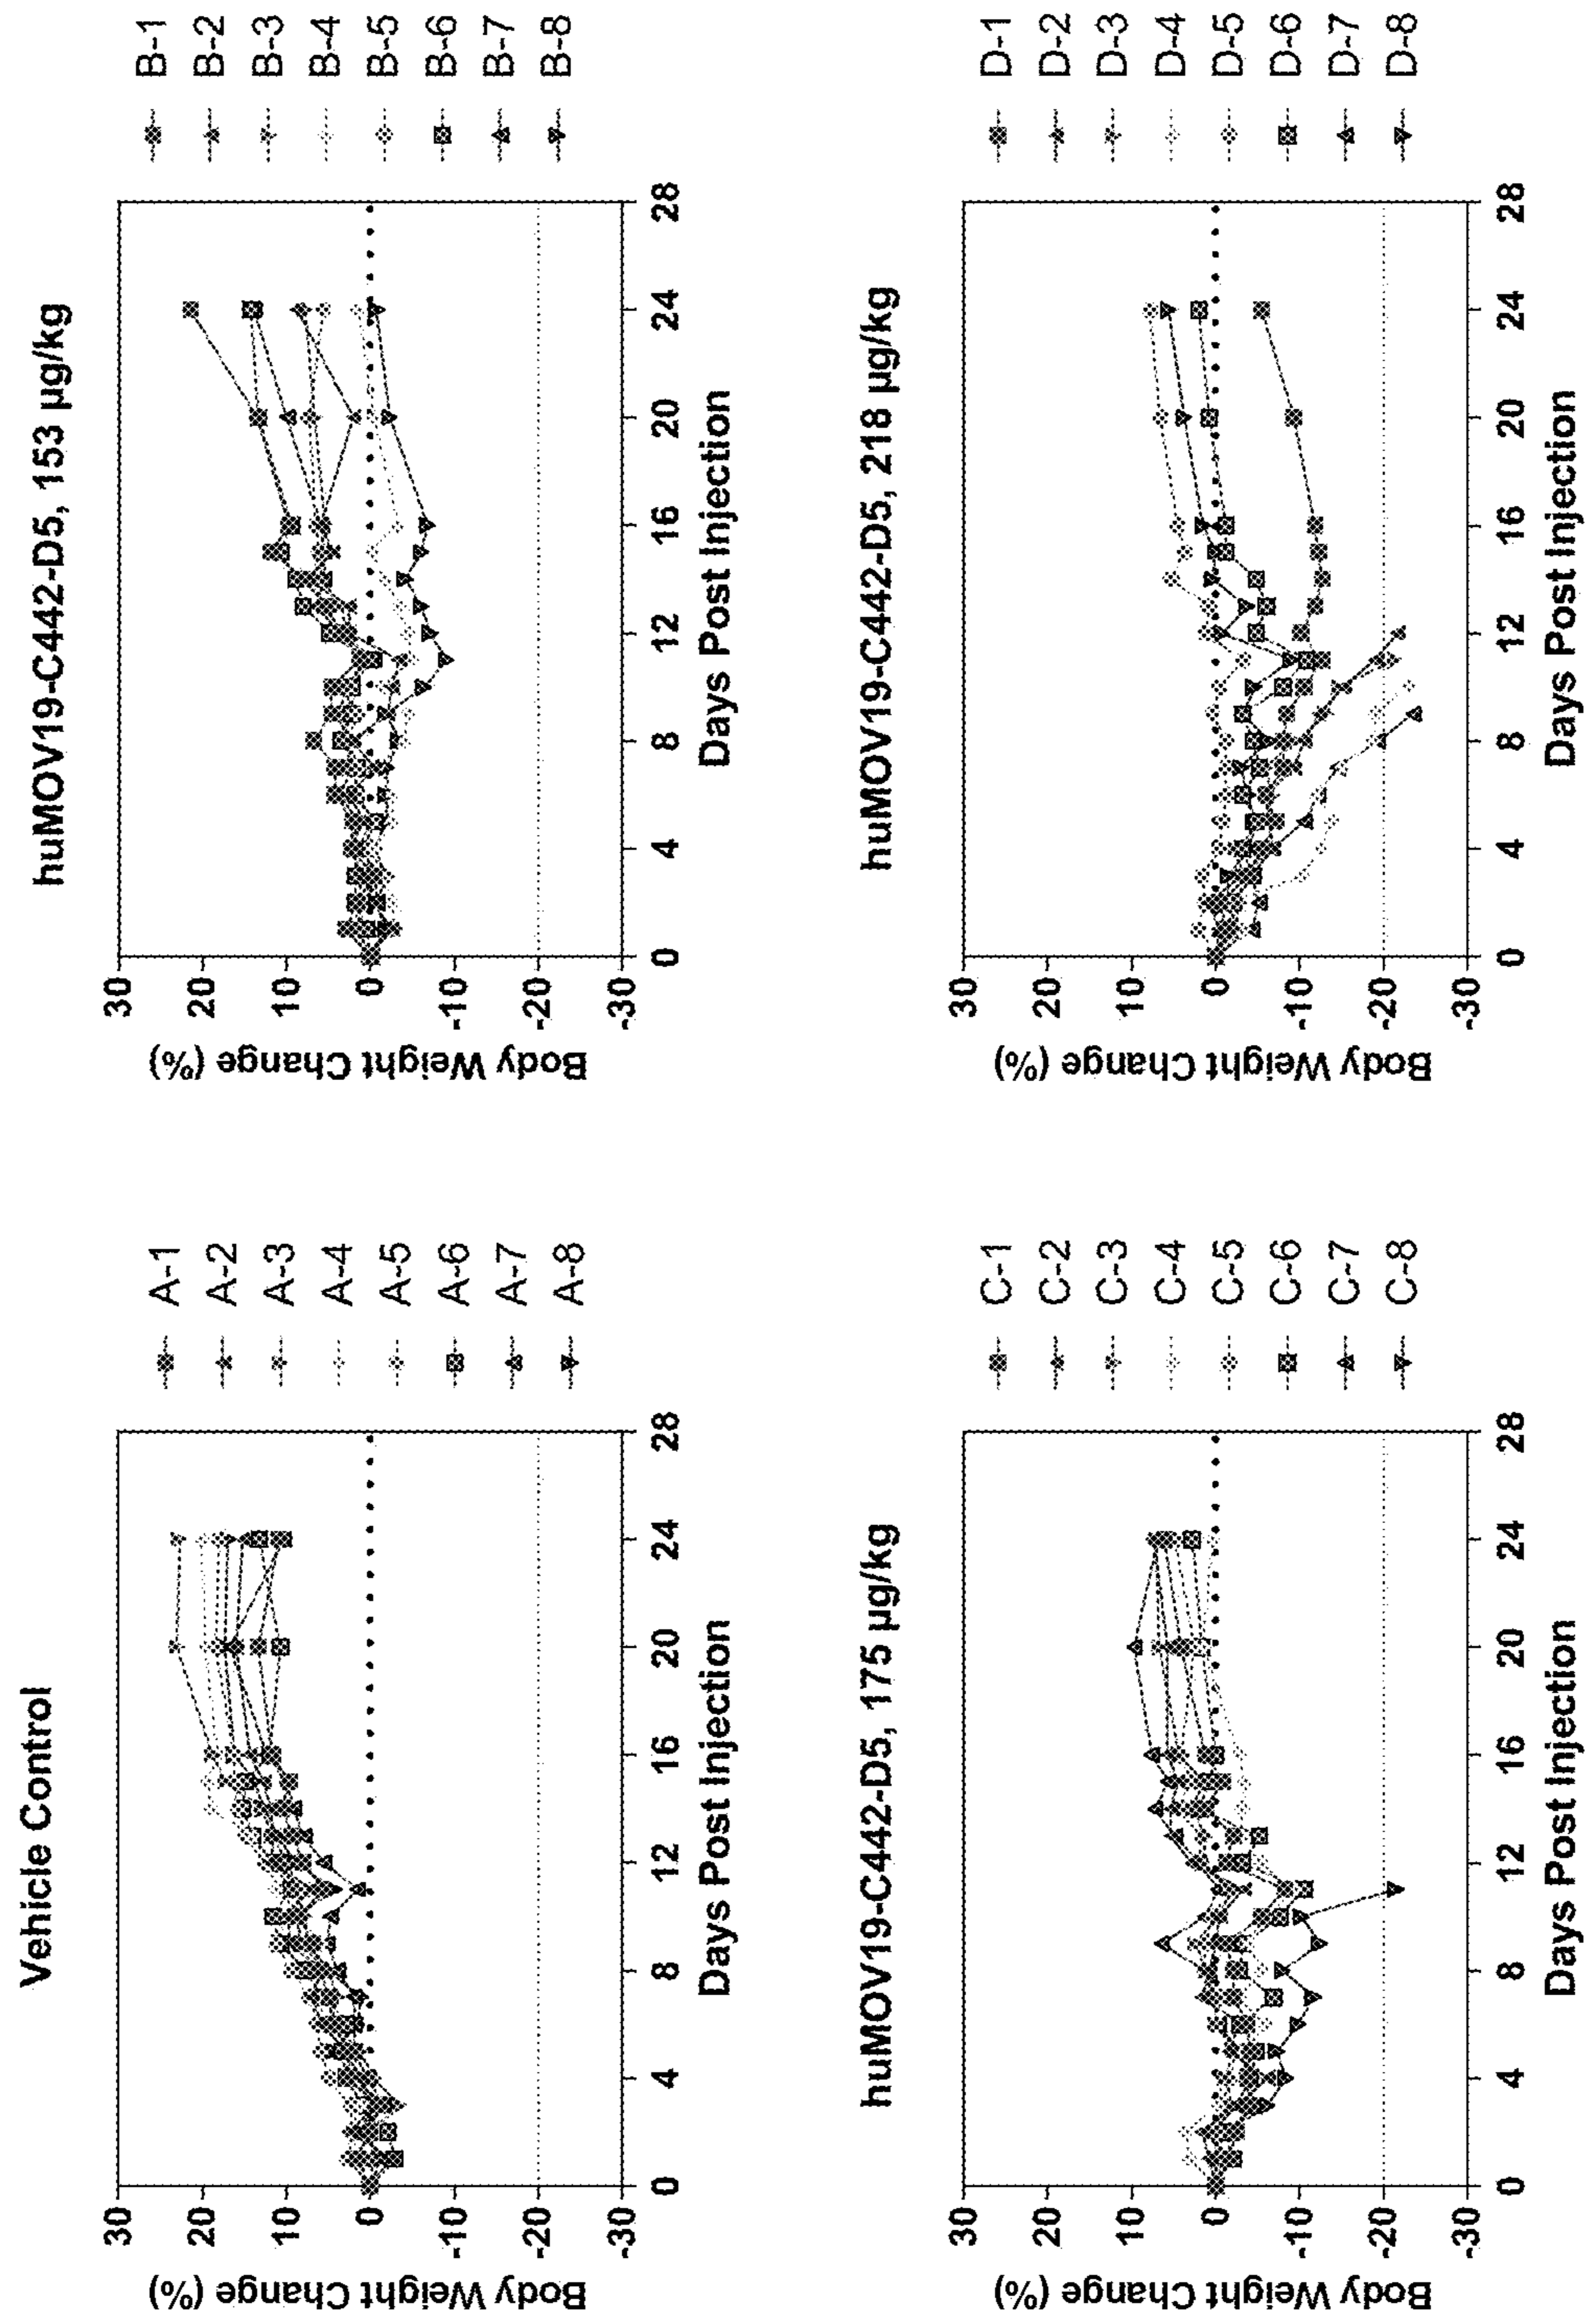 Vehicle Control
Body Weight Change (%)
30
20
10
0
-10
-20
-30
0 4 8 12 16 20 24 28
Days Post Injection
A-1
A-2
A-3
A-4
A-5
A-6
A-7
A-8
huMOV19-C442-D5, 153 µg/kg
Body Weight Change (%)
30
20
10
0
-10
-20
-30
0 4 8 12 16 20 24 28
Days Post Injection
B-1
B-2
B-3
B-4
B-5
B-6
B-7
B-8
huMOV19-C442-D5, 175 µg/kg
Body Weight Change (%)
30
20
10
0
-10
-20
-30
0 4 8 12 16 20 24 28
Days Post Injection
C-1
C-2
C-3
C-4
C-5
C-6
C-7
C-8
huMOV19-C442-D5, 218 µg/kg
Body Weight Change (%)
30
20
10
0
-10
-20
-30
0 4 8 12 16 20 24 28
Days Post Injection
D-1
D-2
D-3
D-4
D-5
D-6
D-7
D-8